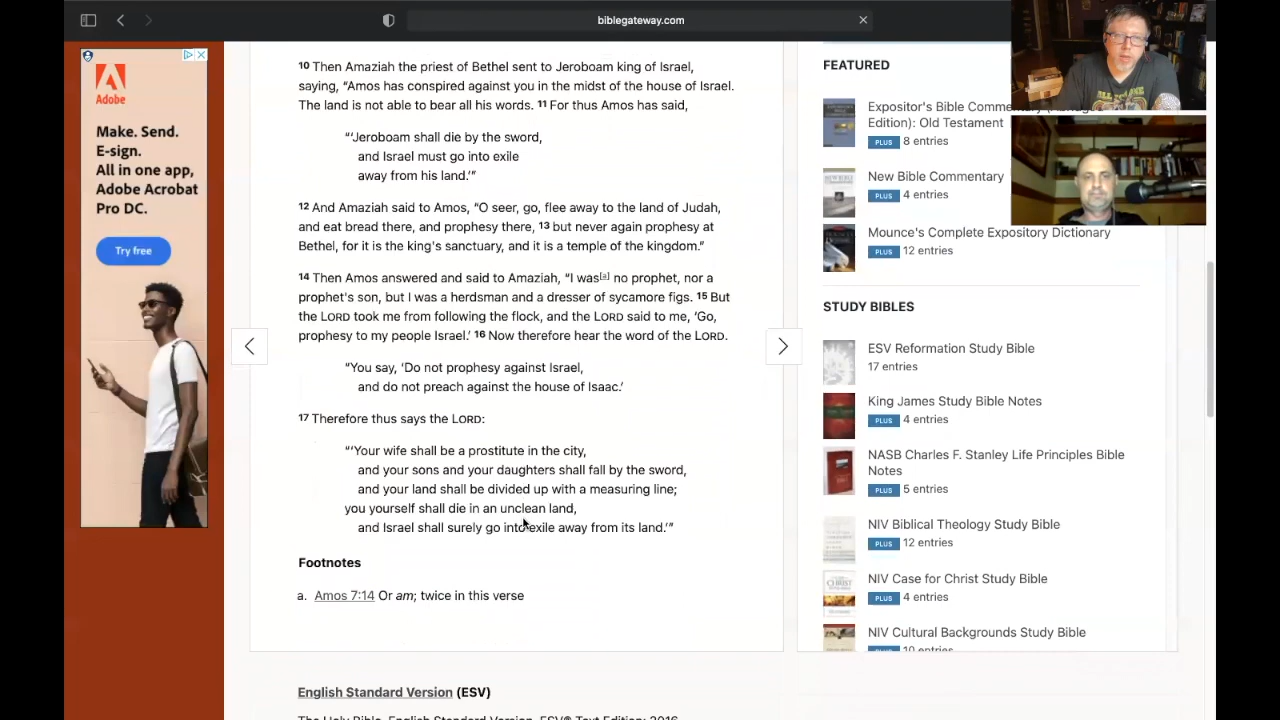 biblegateway.com
Make. Send.
E-sign.
All in one app,
Adobe Acrobat
Pro DC.
Try free
Adobe
10 Then Amaziah the priest of Bethel sent to Jeroboam king of Israel,
saying, “Amos has conspired against you in the midst of the house of Israel.
The land is not able to bear all his words. 11 For thus Amos has said,
“‘Jeroboam shall die by the sword,
and Israel must go into exile
away from his land.’”
12 And Amaziah said to Amos, “O seer, go, flee away to the land of Judah,
and eat bread there, and prophesy there, 13 but never again prophesy at
Bethel, for it is the king's sanctuary, and it is a temple of the kingdom.”
14 Then Amos answered and said to Amaziah, “I was[a] no prophet, nor a
prophet's son, but I was a herdsman and a dresser of sycamore figs. 15 But
the LORD took me from following the flock, and the LORD said to me, ‘Go,
prophesy to my people Israel.’ 16 Now therefore hear the word of the LORD.
“You say, ‘Do not prophesy against Israel,
and do not preach against the house of Isaac.’
17 Therefore thus says the LORD:
“‘Your wife shall be a prostitute in the city,
and your sons and your daughters shall fall by the sword,
and your land shall be divided up with a measuring line;
you yourself shall die in an unclean land,
and Israel shall surely go into exile away from its land.’”
Footnotes
a. Amos 7:14 Or am; twice in this verse
English Standard Version (ESV)
The Holy Bible, English Standard Version. ESV® Text Edition: 2016.
FEATURED
Expositor's Bible Commentary (Abridged
Edition): Old Testament
PLUS 8 entries
New Bible Commentary
PLUS 4 entries
Mounce's Complete Expository Dictionary
PLUS 12 entries
STUDY BIBLES
ESV Reformation Study Bible
17 entries
King James Study Bible Notes
PLUS 4 entries
NASB Charles F. Stanley Life Principles Bible
Notes
PLUS 5 entries
NIV Biblical Theology Study Bible
PLUS 12 entries
NIV Case for Christ Study Bible
PLUS 4 entries
NIV Cultural Backgrounds Study Bible
PLUS 10 entries